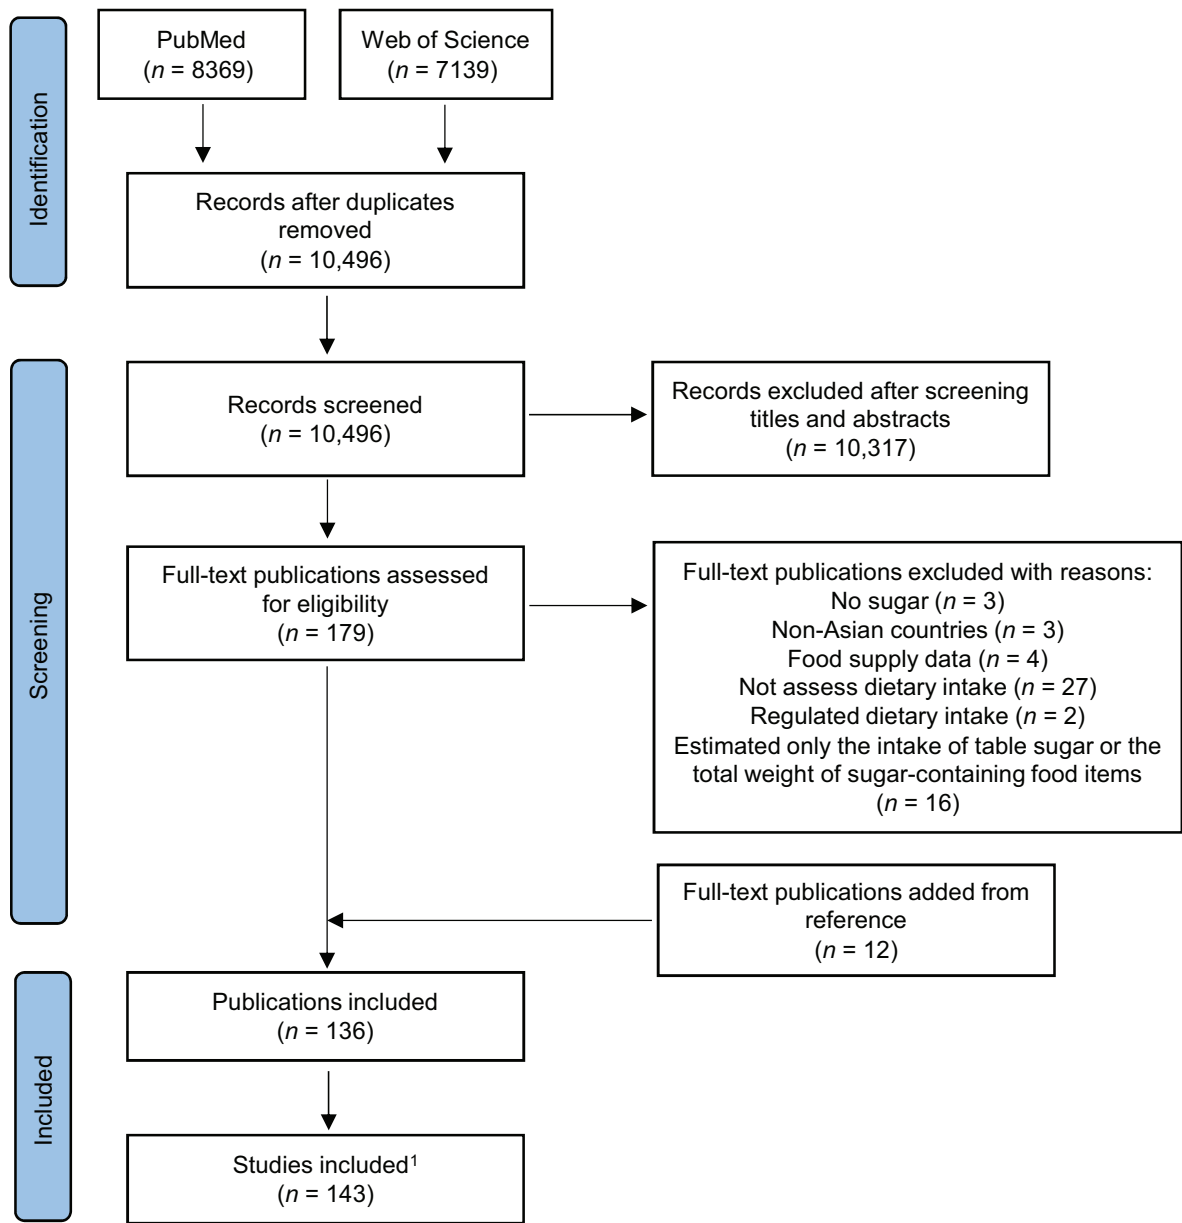 Identification
PubMed
(n = 8369)
Web of Science
(n = 7139)
Records after duplicates
removed
(n = 10,496)
Screening
Records screened
(n = 10,496)
Records excluded after screening
titles and abstracts
(n = 10,317)
Full-text publications assessed
for eligibility
(n = 179)
Full-text publications excluded with reasons:
No sugar (n = 3)
Non-Asian countries (n = 3)
Food supply data (n = 4)
Not assess dietary intake (n = 27)
Regulated dietary intake (n = 2)
Estimated only the intake of table sugar or the
total weight of sugar-containing food items
(n = 16)
Full-text publications added from
reference
(n = 12)
Included
Publications included
(n = 136)
Studies included¹
(n = 143)